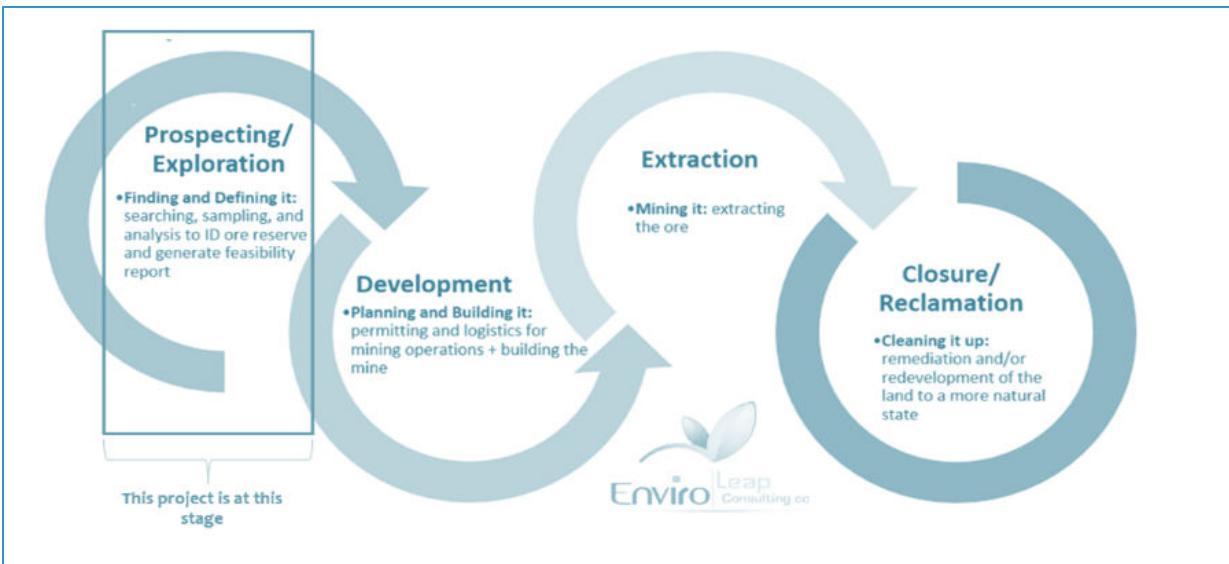 Prospecting/
Exploration
•Finding and Defining it:
searching, sampling, and
analysis to ID ore reserve
and generate feasibility
report
This project is at this
stage
Development
•Planning and Building it:
permitting and logistics for
mining operations + building the
mine
Extraction
•Mining it: extracting
the ore
Closure/
Reclamation
•Cleaning it up:
remediation and/or
redevelopment of the
land to a more natural
state
Enviro Leap
Consulting cc